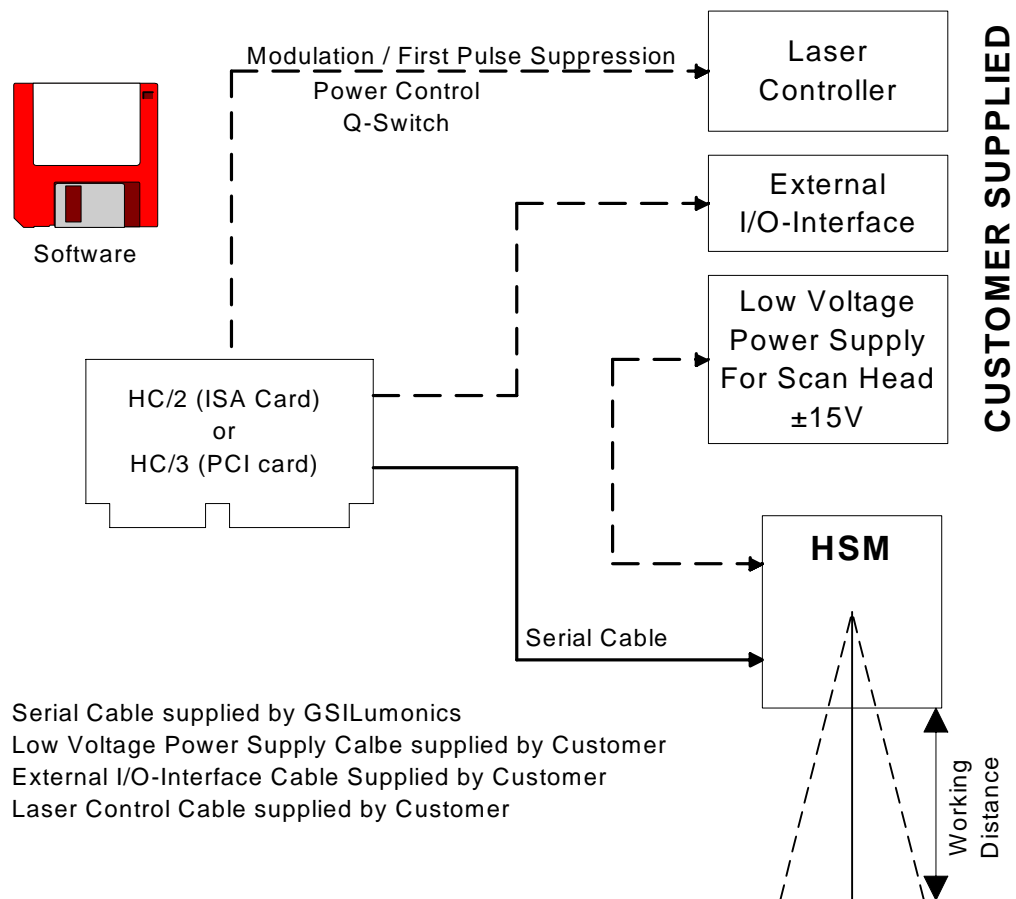 Modulation / First Pulse Suppression
Power Control
Q-Switch
Laser
Controller
CUSTOMER SUPPLIED
External
I/O-Interface
Software
Low Voltage
Power Supply
For Scan Head
±15V
HC/2 (ISA Card)
or
HC/3 (PCI card)
HSM
Serial Cable
Serial Cable supplied by GSILumonics
Low Voltage Power Supply Calbe supplied by Customer
External I/O-Interface Cable Supplied by Customer
Laser Control Cable supplied by Customer
Working
Distance